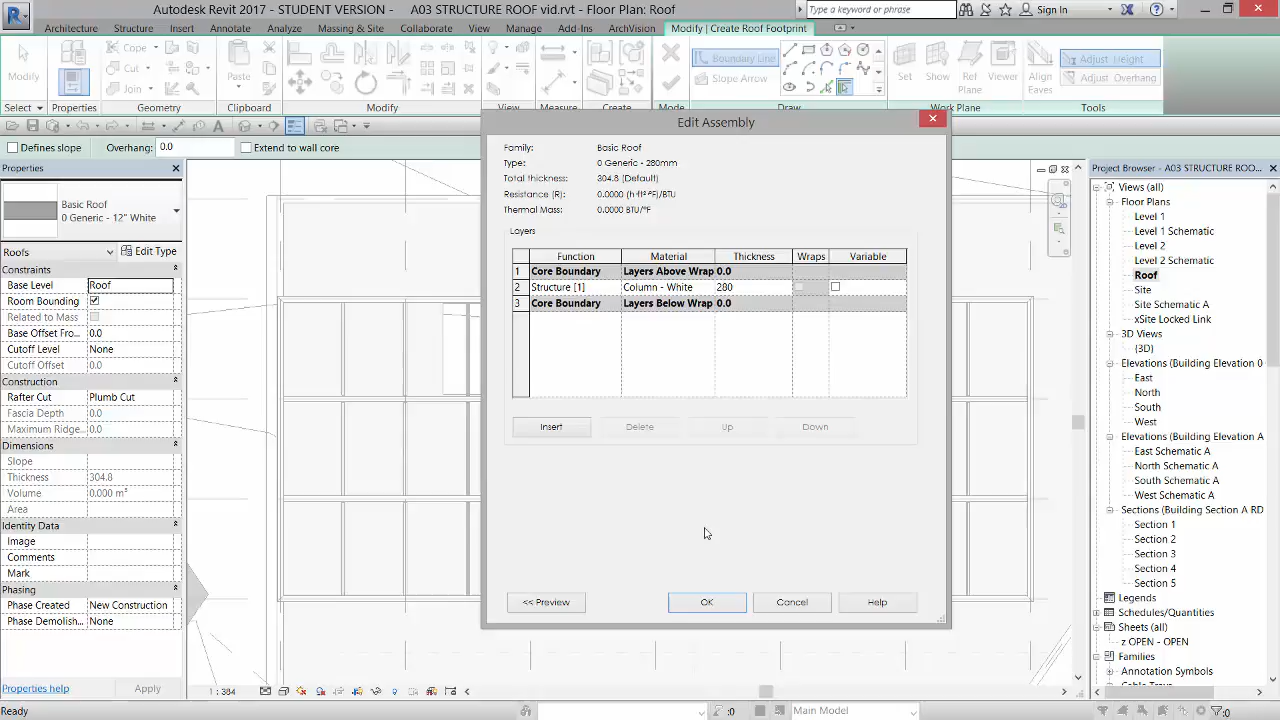 Autodesk Revit 2017 - STUDENT VERSION - A03 STRUCTURE ROOF vid.rvt - Floor Plan: Roof
Type a keyword or phrase
Sign In
Architecture Structure Insert Annotate Analyze Massing & Site Collaborate View Manage Add-Ins ArchVision Modify | Create Roof Footprint
Modify
Cope
Cut
Join
Paste
Boundary Line
Slope Arrow
Set Show Ref Plane Viewer
Align Eaves
Adjust Height
Adjust Overhang
Select Properties Geometry Clipboard Modify View Measure Create Mode Draw Work Plane Tools
Defines slope Overhang: 0.0 Extend to wall core
Properties
Basic Roof
0 Generic - 12" White
Roofs Edit Type
Constraints
Base Level Roof
Room Bounding
Related to Mass
Base Offset Fro... 0.0
Cutoff Level None
Cutoff Offset 0.0
Construction
Rafter Cut Plumb Cut
Fascia Depth 0.0
Maximum Ridge... 0.0
Dimensions
Slope
Thickness 304.8
Volume 0.000 m³
Area
Identity Data
Image
Comments
Mark
Phasing
Phase Created New Construction
Phase Demolish... None
Properties help Apply
Edit Assembly
Family: Basic Roof
Type: 0 Generic - 280mm
Total thickness: 304.8 (Default)
Resistance (R): 0.0000 (h·ft²·°F)/BTU
Thermal Mass: 0.0000 BTU/°F
Layers
Function Material Thickness Wraps Variable
1 Core Boundary Layers Above Wrap 0.0
2 Structure [1] Column - White 280
3 Core Boundary Layers Below Wrap 0.0
Insert Delete Up Down
<< Preview OK Cancel Help
Project Browser - A03 STRUCTURE ROO...
Views (all)
Floor Plans
Level 1
Level 1 Schematic
Level 2
Level 2 Schematic
Roof
Site
Site Schematic A
xSite Locked Link
3D Views
{3D}
Elevations (Building Elevation 0
East
North
South
West
Elevations (Building Elevation A
East Schematic A
North Schematic A
South Schematic A
West Schematic A
Sections (Building Section A RD
Section 1
Section 2
Section 3
Section 4
Section 5
Legends
Schedules/Quantities
Sheets (all)
z OPEN - OPEN
Families
Annotation Symbols
1 : 384
Ready
:0
Main Model
:0